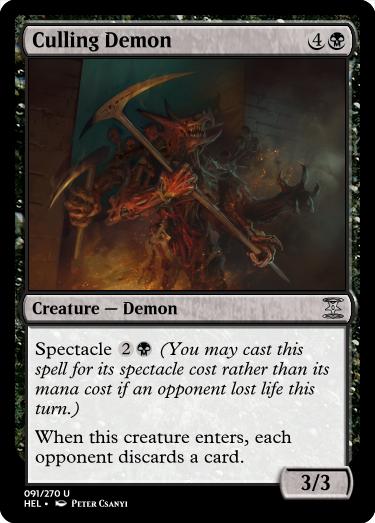 Culling Demon 4
Creature — Demon
Spectacle 2 (You may cast this
spell for its spectacle cost rather than its
mana cost if an opponent lost life this
turn.)
When this creature enters, each
opponent discards a card.
3/3
091/270 U
HEL • Peter Csanyi